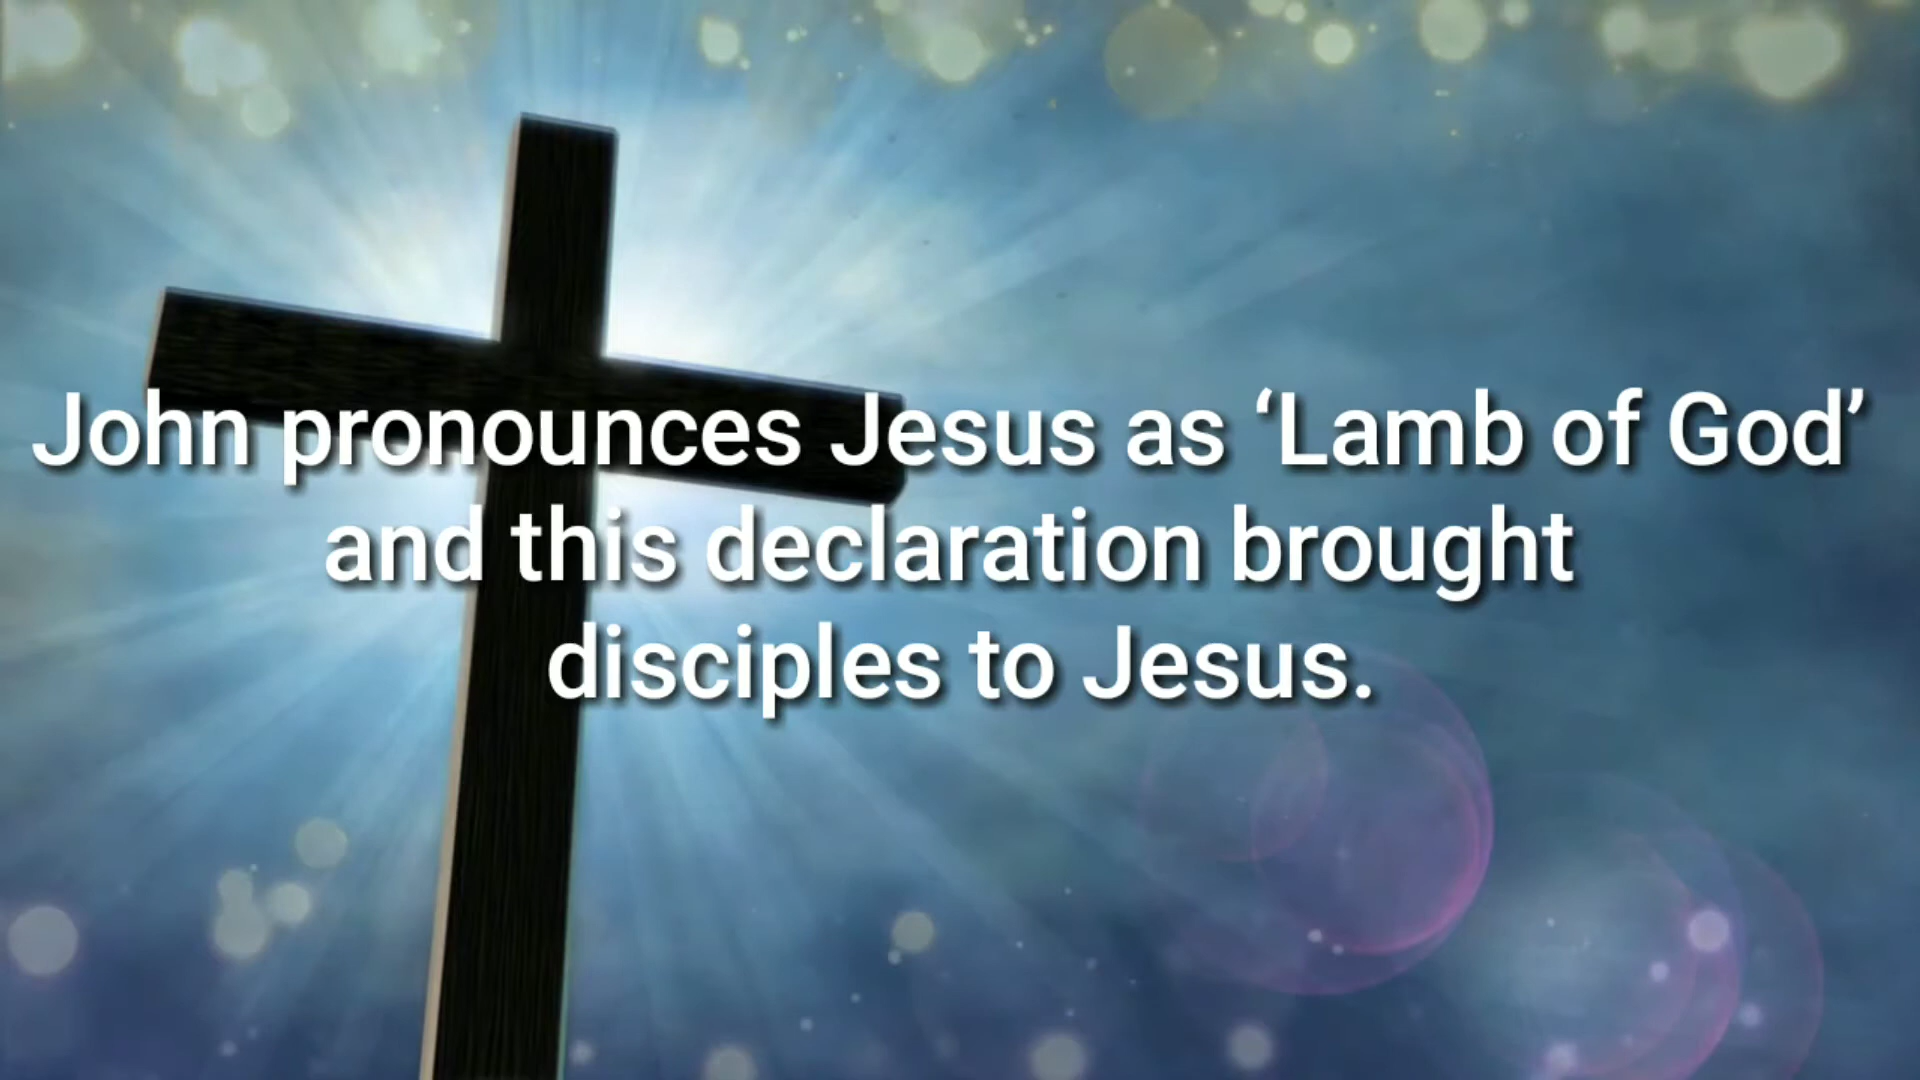 John pronounces Jesus as ‘Lamb of God’
and this declaration brought
disciples to Jesus.